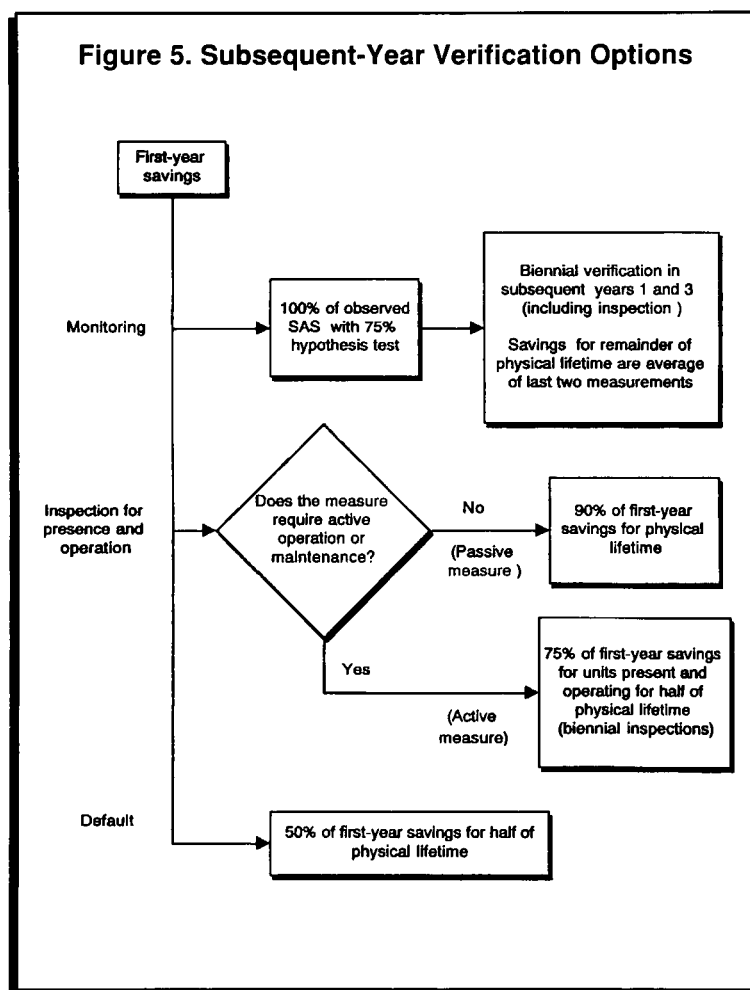 Figure 5. Subsequent-Year Verification Options
First-year
savings
Monitoring
100% of observed
SAS with 75%
hypothesis test
Biennial verification in
subsequent years 1 and 3
(including inspection )
Savings for remainder of
physical lifetime are average
of last two measurements
Inspection for
presence and
operation
Does the measure
require active
operation or
maintenance?
No
(Passive
measure )
90% of first-year
savings for physical
lifetime
Yes
(Active
measure)
75% of first-year savings
for units present and
operating for half of
physical lifetime
(biennial inspections)
Default
50% of first-year savings for half of
physical lifetime